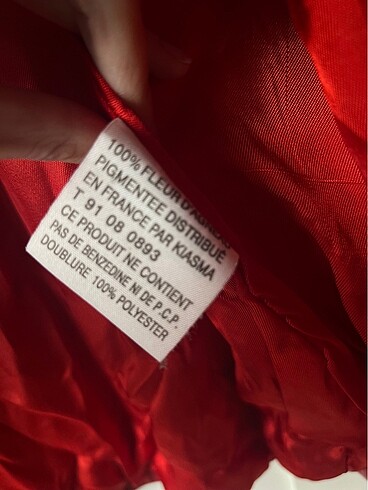 100% FLEUR D'AGNEAU
PIGMENTEE DISTRIBUÉ
EN FRANCE PAR KIASMA
T 91 08 0893
CE PRODUIT NE CONTIENT
PAS DE BENZEDINE NI DE P.C.P.
DOUBLURE 100% POLYESTER